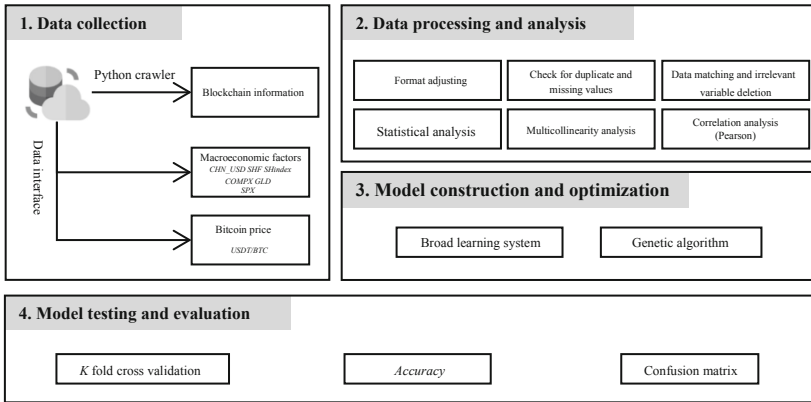 1. Data collection
Python crawler
Blockchain information
Data interface
Macroeconomic factors
CHN_USD SHF SHindex
COMPX GLD
SPX
Bitcoin price
USDT/BTC
2. Data processing and analysis
Format adjusting
Check for duplicate and
missing values
Data matching and irrelevant
variable deletion
Statistical analysis
Multicollinearity analysis
Correlation analysis
(Pearson)
3. Model construction and optimization
Broad learning system
Genetic algorithm
4. Model testing and evaluation
K fold cross validation
Accuracy
Confusion matrix